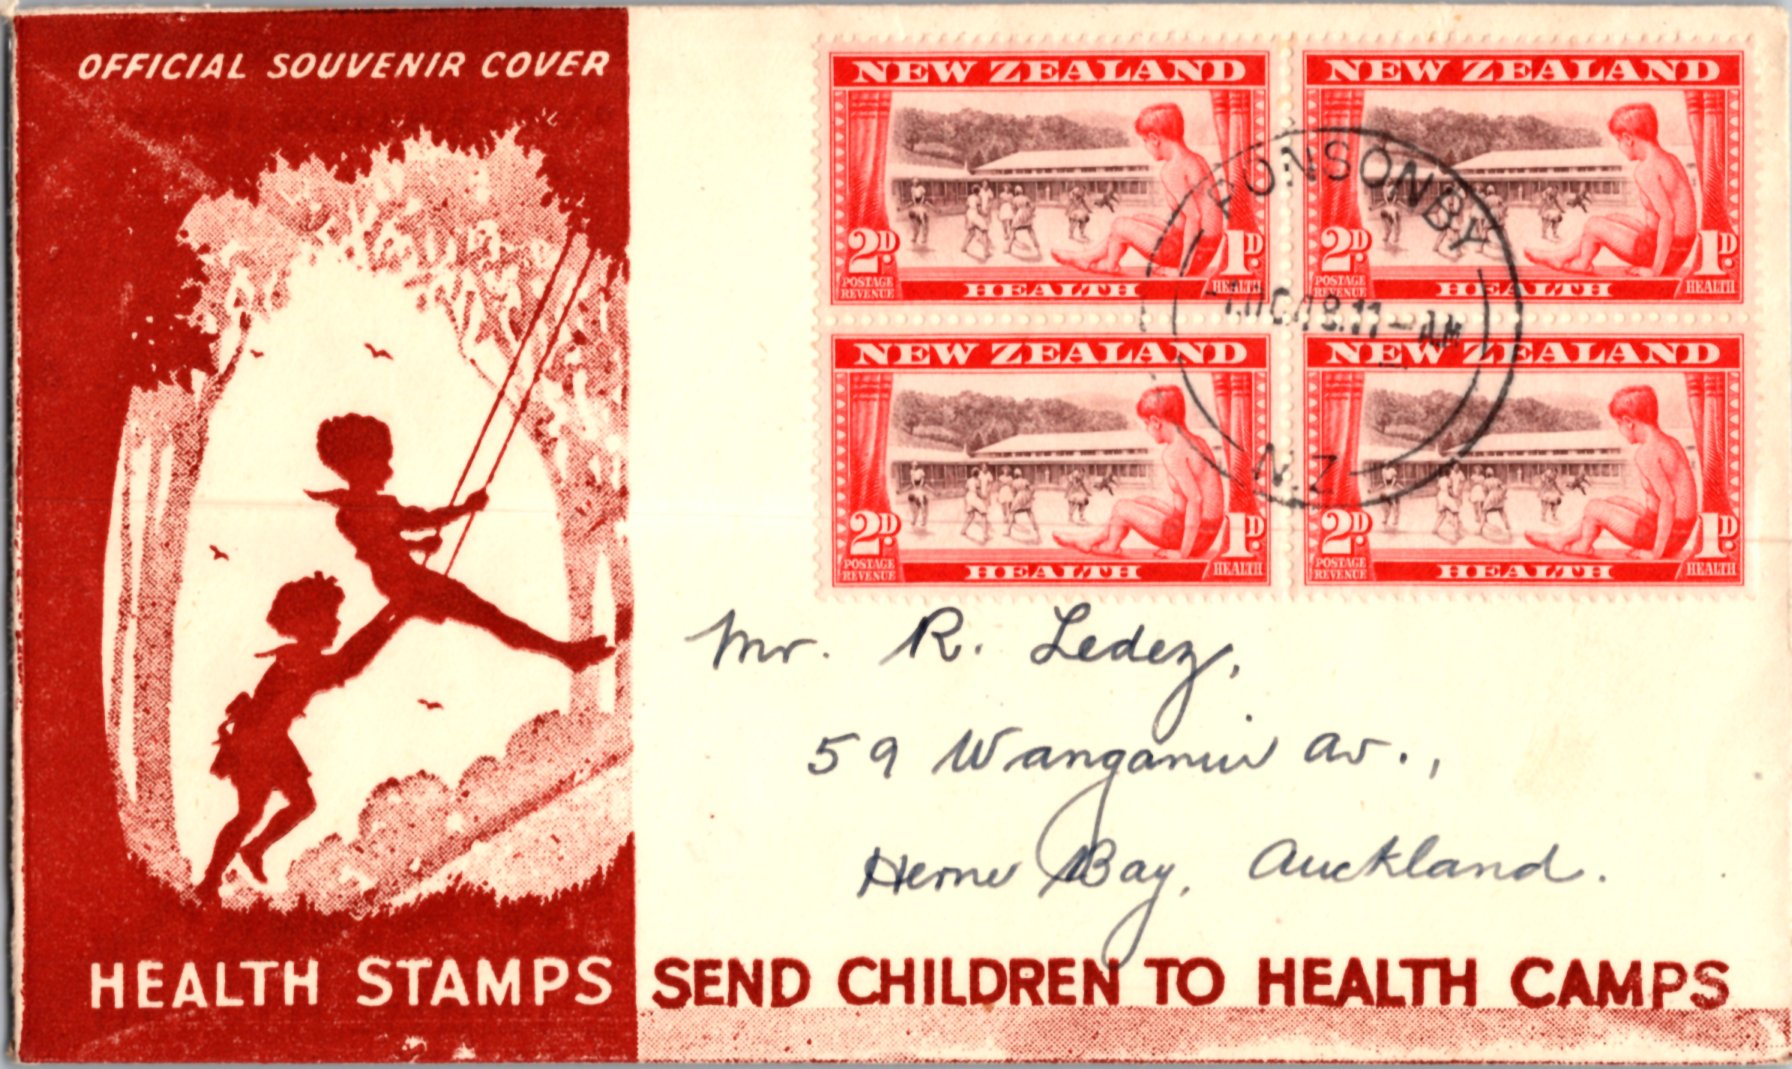 OFFICIAL SOUVENIR COVER
NEW ZEALAND
2D
POSTAGE
REVENUE
HEALTH
1D
HEALTH
NEW ZEALAND
2D
POSTAGE
REVENUE
HEALTH
1D
HEALTH
NEW ZEALAND
2D
POSTAGE
REVENUE
HEALTH
1D
HEALTH
NEW ZEALAND
2D
POSTAGE
REVENUE
HEALTH
1D
HEALTH
PONSONBY
11 — AM
N.Z
Mr. R. Ledez,
59 Wanganui Av.,
Herne Bay, Auckland.
HEALTH STAMPS SEND CHILDREN TO HEALTH CAMPS